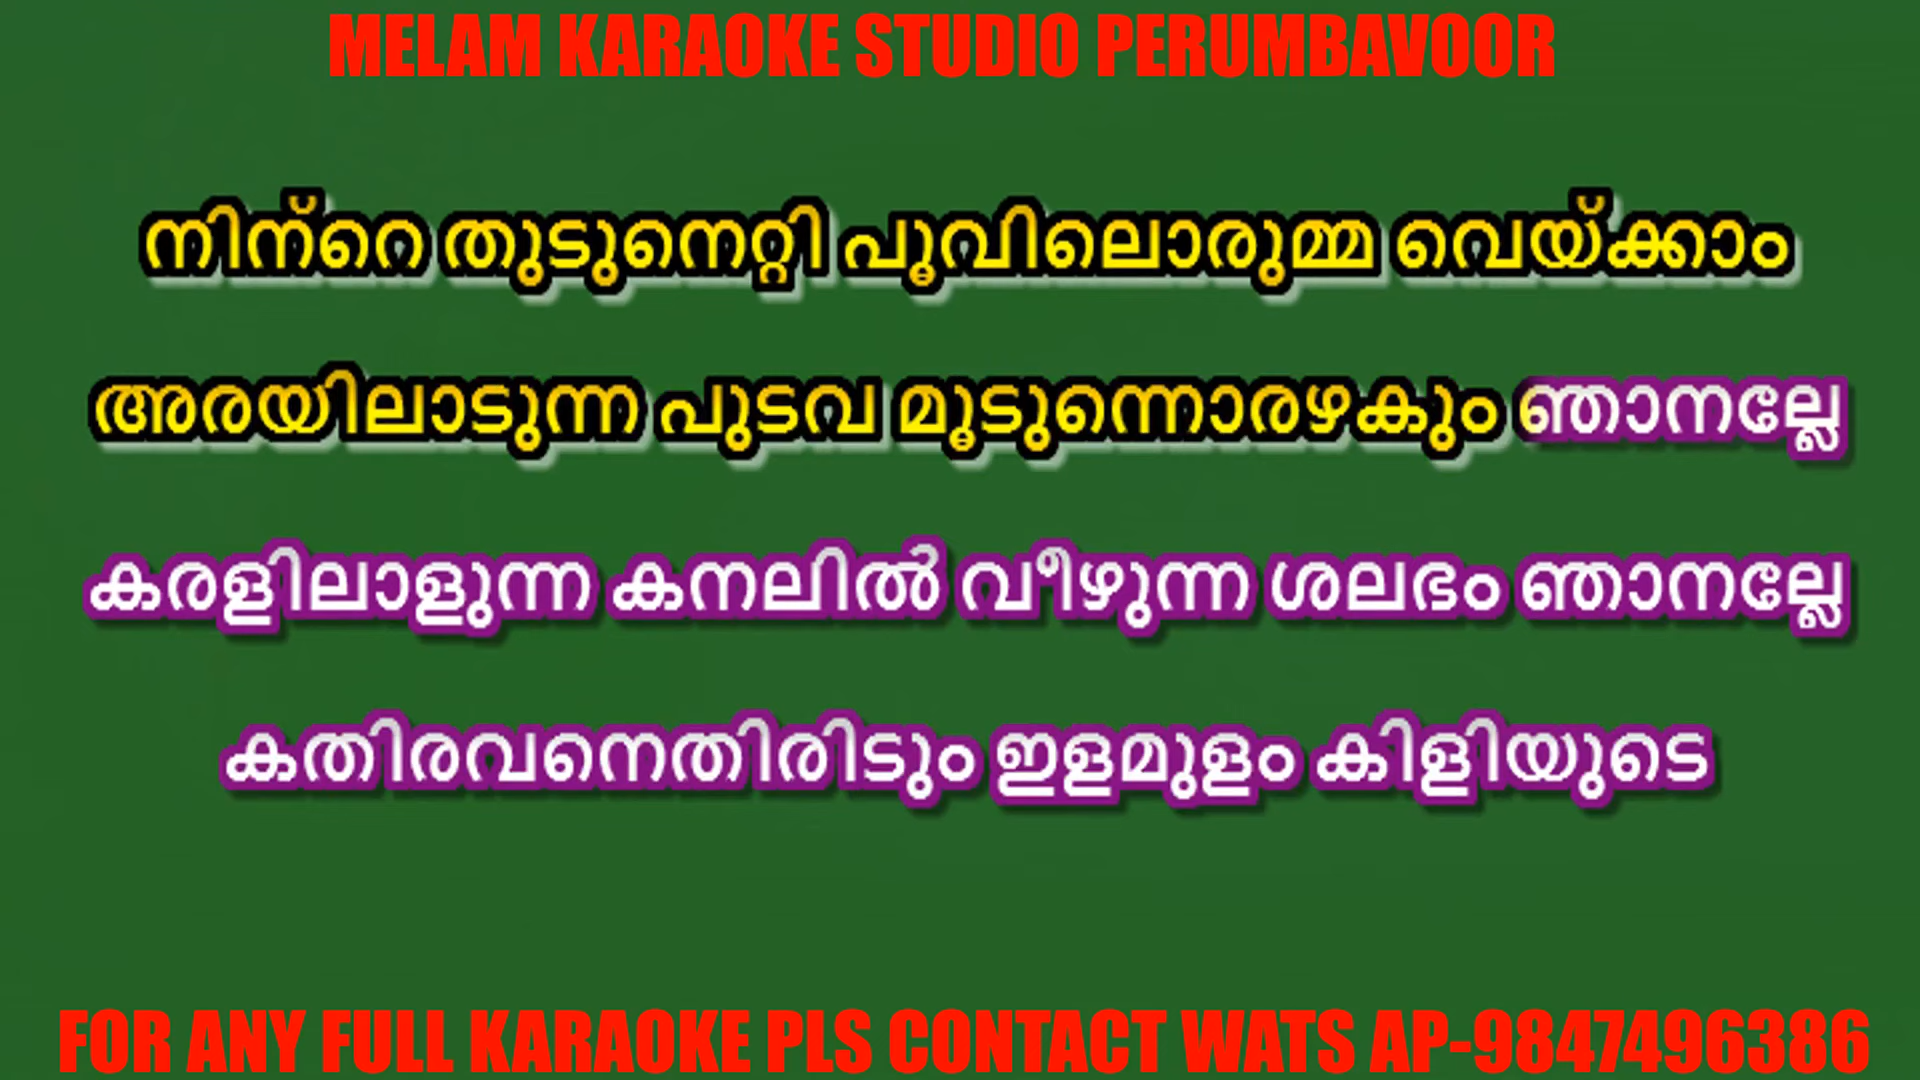 MELAM KARAOKE STUDIO PERUMBAVOOR
നിന്‍റെ തുടുനെറ്റി പൂവിലൊരുമ്മ വെയ്ക്കാം
അരയിലാടുന്ന പുടവ മൂടുന്നൊരഴകും ഞാനല്ലേ
കരളിലാളുന്ന കനലിൽ വീഴുന്ന ശലഭം ഞാനല്ലേ
കതിരവനെതിരിടും ഇളമുളം കിളിയുടെ
FOR ANY FULL KARAOKE PLS CONTACT WATS AP-9847496386